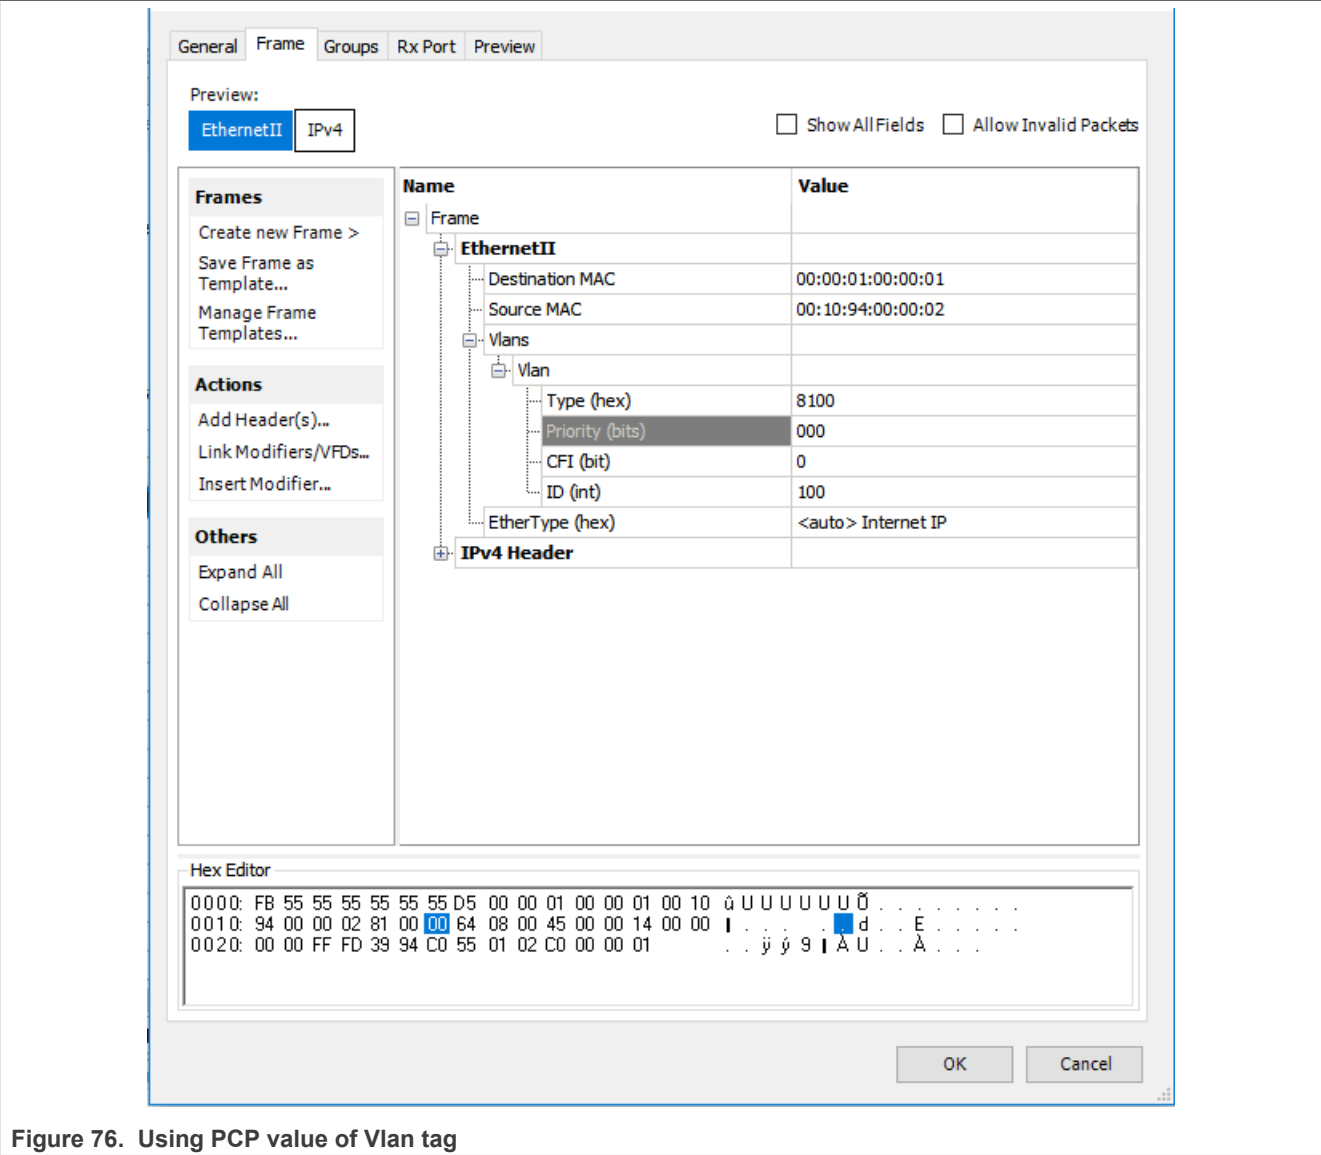 General Frame Groups Rx Port Preview
Preview:
EthernetII IPv4
Show All Fields Allow Invalid Packets
Frames
Create new Frame >
Save Frame as
Template...
Manage Frame
Templates...
Actions
Add Header(s)...
Link Modifiers/VFDs...
Insert Modifier...
Others
Expand All
Collapse All
Name Value
Frame
EthernetII
Destination MAC 00:00:01:00:00:01
Source MAC 00:10:94:00:00:02
Vlans
Vlan
Type (hex) 8100
Priority (bits) 000
CFI (bit) 0
ID (int) 100
EtherType (hex) <auto> Internet IP
IPv4 Header
Hex Editor
0000: FB 55 55 55 55 55 55 D5 00 00 01 00 00 01 00 10 û U U U U U U Õ . . . . . . . .
0010: 94 00 00 02 81 00 00 64 08 00 45 00 00 14 00 00 . . . . . d . . E . . . . .
0020: 00 00 FF FD 39 94 C0 55 01 02 C0 00 00 01 . . ÿ ý 9 À U . . À . . .
OK Cancel
Figure 76. Using PCP value of Vlan tag